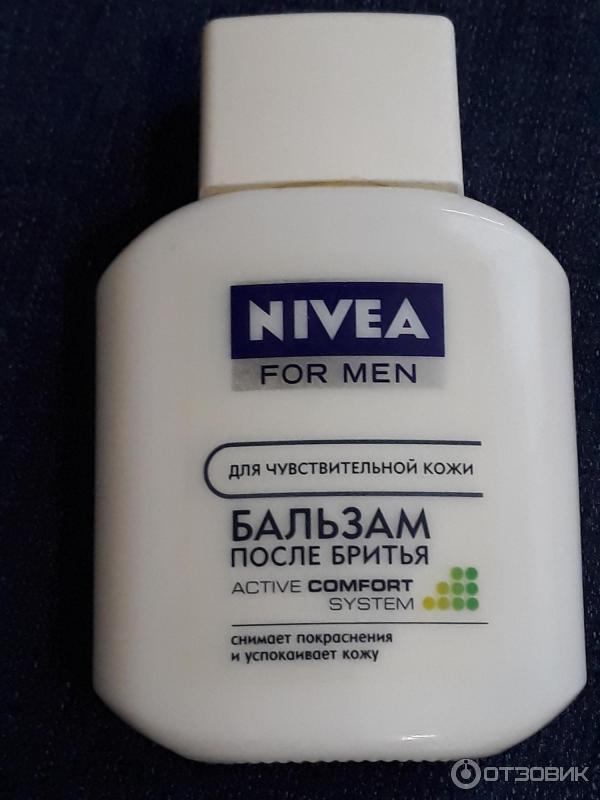 NIVEA
FOR MEN
ДЛЯ ЧУВСТВИТЕЛЬНОЙ КОЖИ
БАЛЬЗАМ
ПОСЛЕ БРИТЬЯ
ACTIVE COMFORT
SYSTEM
снимает покраснения
и успокаивает кожу
ОТЗОВИК